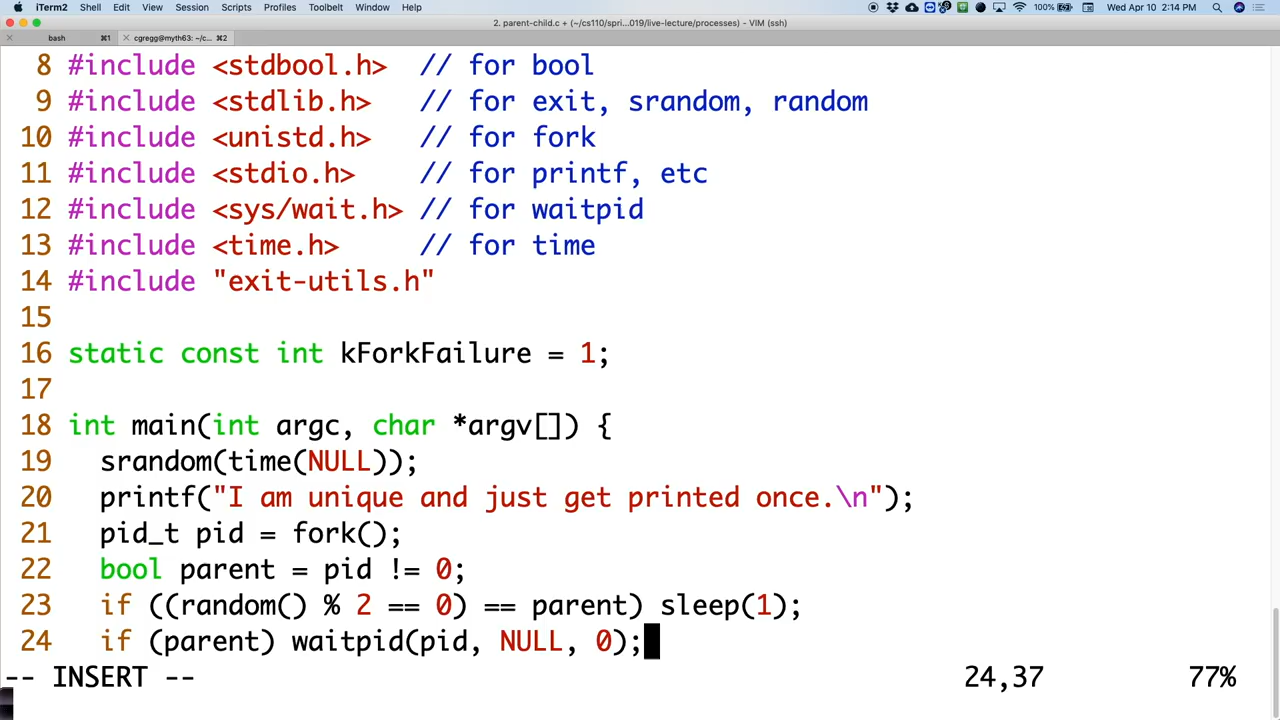 iTerm2 Shell Edit View Session Scripts Profiles Toolbelt Window Help 100% Wed Apr 10 2:14 PM
2. parent-child.c + (~/cs110/spri...019/live-lecture/processes) - VIM (ssh)
bash ⌘1 cgregg@myth63: ~/c... ⌘2
8 #include <stdbool.h> // for bool
9 #include <stdlib.h> // for exit, srandom, random
10 #include <unistd.h> // for fork
11 #include <stdio.h> // for printf, etc
12 #include <sys/wait.h> // for waitpid
13 #include <time.h> // for time
14 #include "exit-utils.h"
15
16 static const int kForkFailure = 1;
17
18 int main(int argc, char *argv[]) {
19 srandom(time(NULL));
20 printf("I am unique and just get printed once.\n");
21 pid_t pid = fork();
22 bool parent = pid != 0;
23 if ((random() % 2 == 0) == parent) sleep(1);
24 if (parent) waitpid(pid, NULL, 0);
-- INSERT -- 24,37 77%